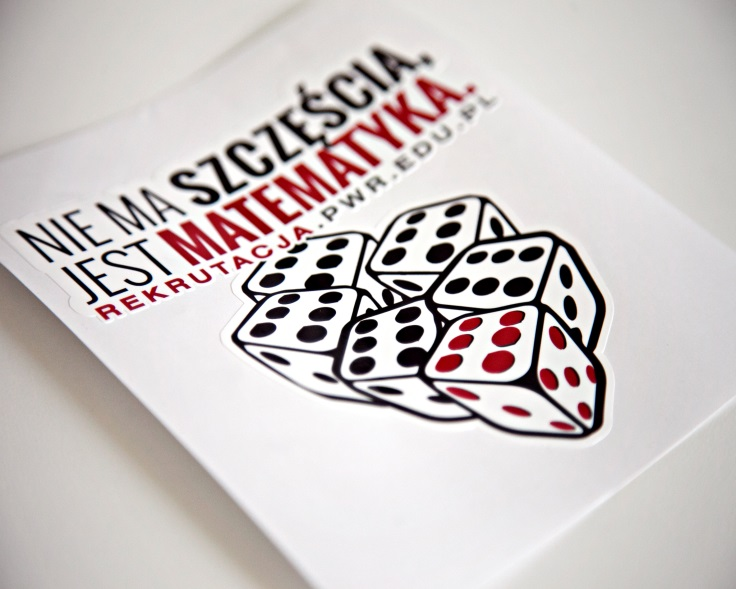 NIE MA SZCZĘŚCIA,
JEST MATEMATYKA.
REKRUTACJA.PWR.EDU.PL